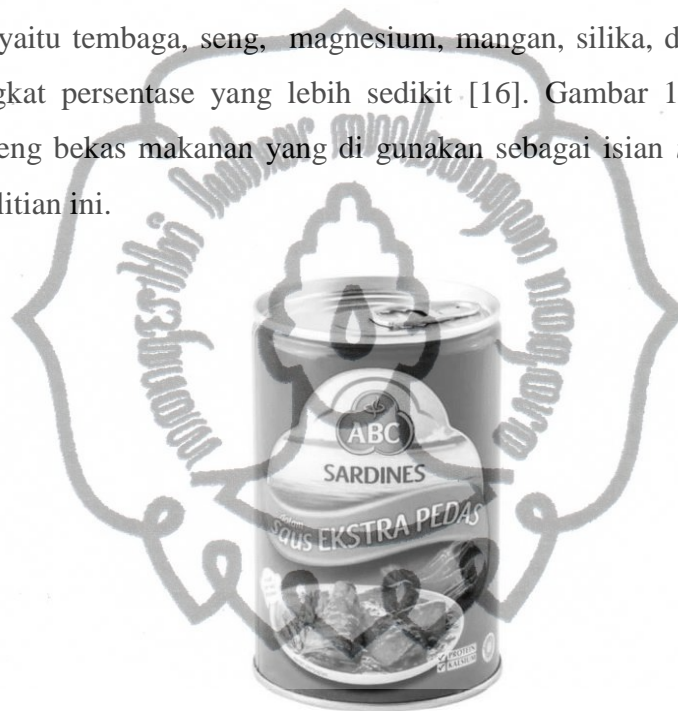 yaitu tembaga, seng, magnesium, mangan, silika, d
gkat persentase yang lebih sedikit [16]. Gambar 1
eng bekas makanan yang di gunakan sebagai isian
litian ini.
ABC
SARDINES
dalam
saus EKSTRA PEDAS
PROTEIN
KALSIUM